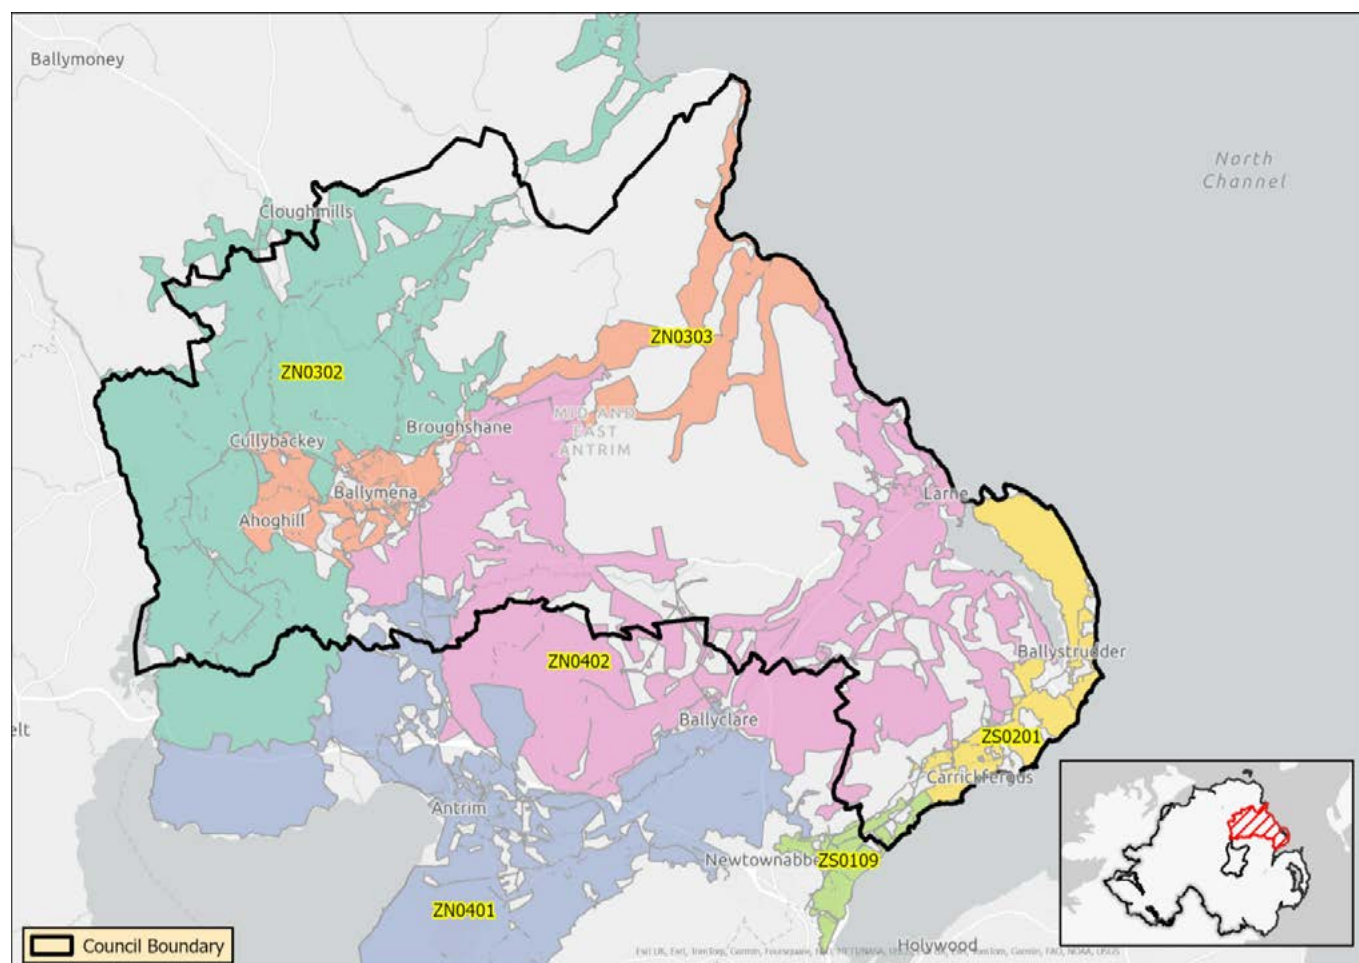 Ballymoney
North
Channel
Cloughmills
ZN0303
ZN0302
MID AND
EAST
ANTRIM
Broughshane
Cullybackey
Ballymena
Larne
Ahoghill
Ballystrudder
ZN0402
Ballyclare
elt
ZS0201
Carrickfergus
Antrim
Newtownabbe
ZS0109
ZN0401
Council Boundary
Holywood